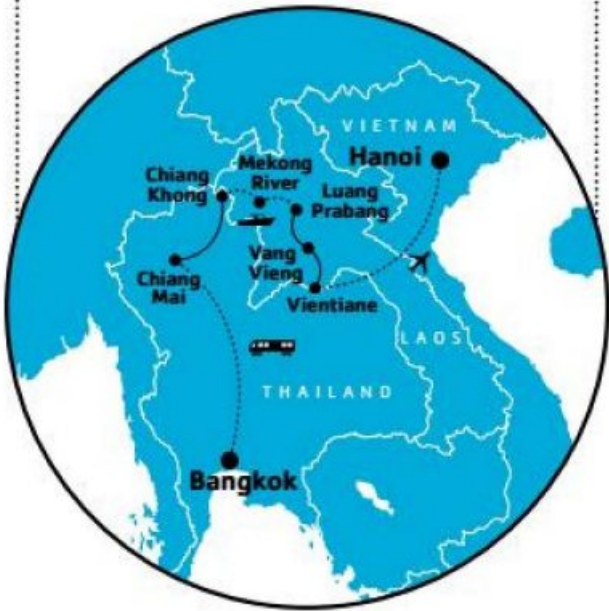 VIETNAM
Hanoi
Chiang
Khong
Mekong
River
Luang
Prabang
Vang
Vieng
Chiang
Mai
Vientiane
LAOS
THAILAND
Bangkok